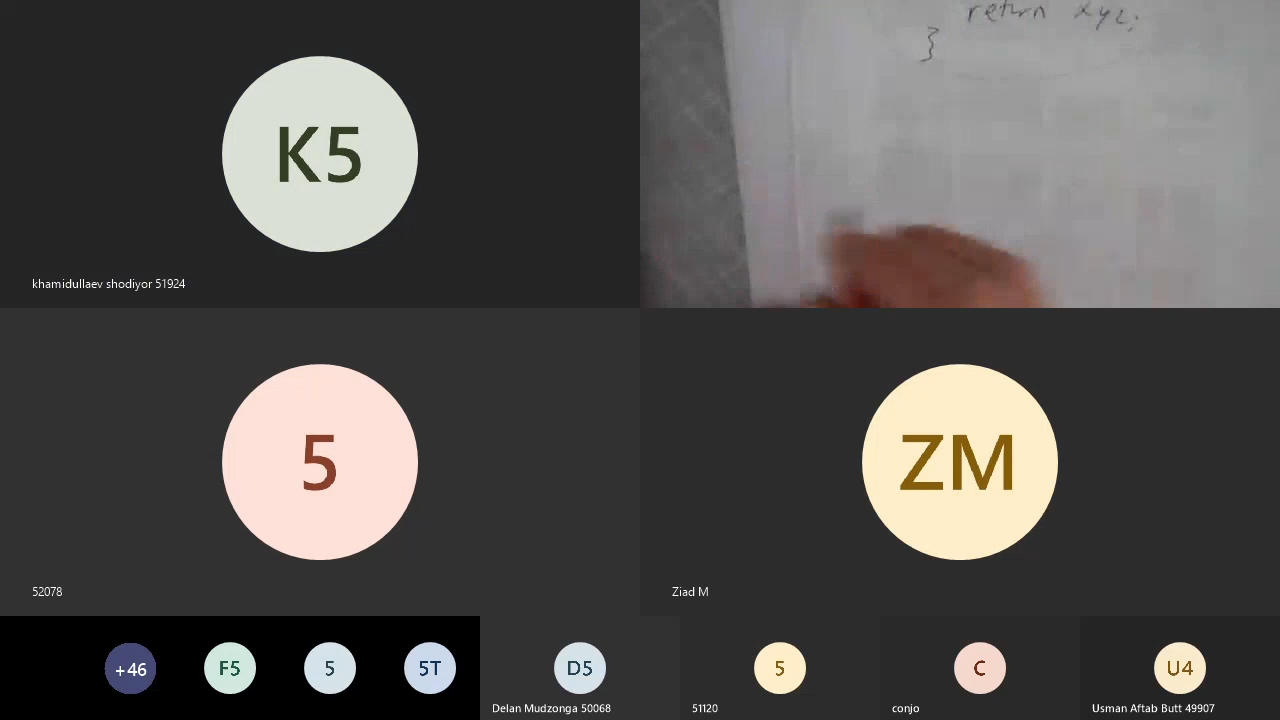 K5
khamidullaev shodiyor 51924
return xyz;
}
5
52078
ZM
Ziad M
+46
F5
5
5T
D5
Delan Mudzonga 50068
5
51120
C
conjo
U4
Usman Aftab Butt 49907